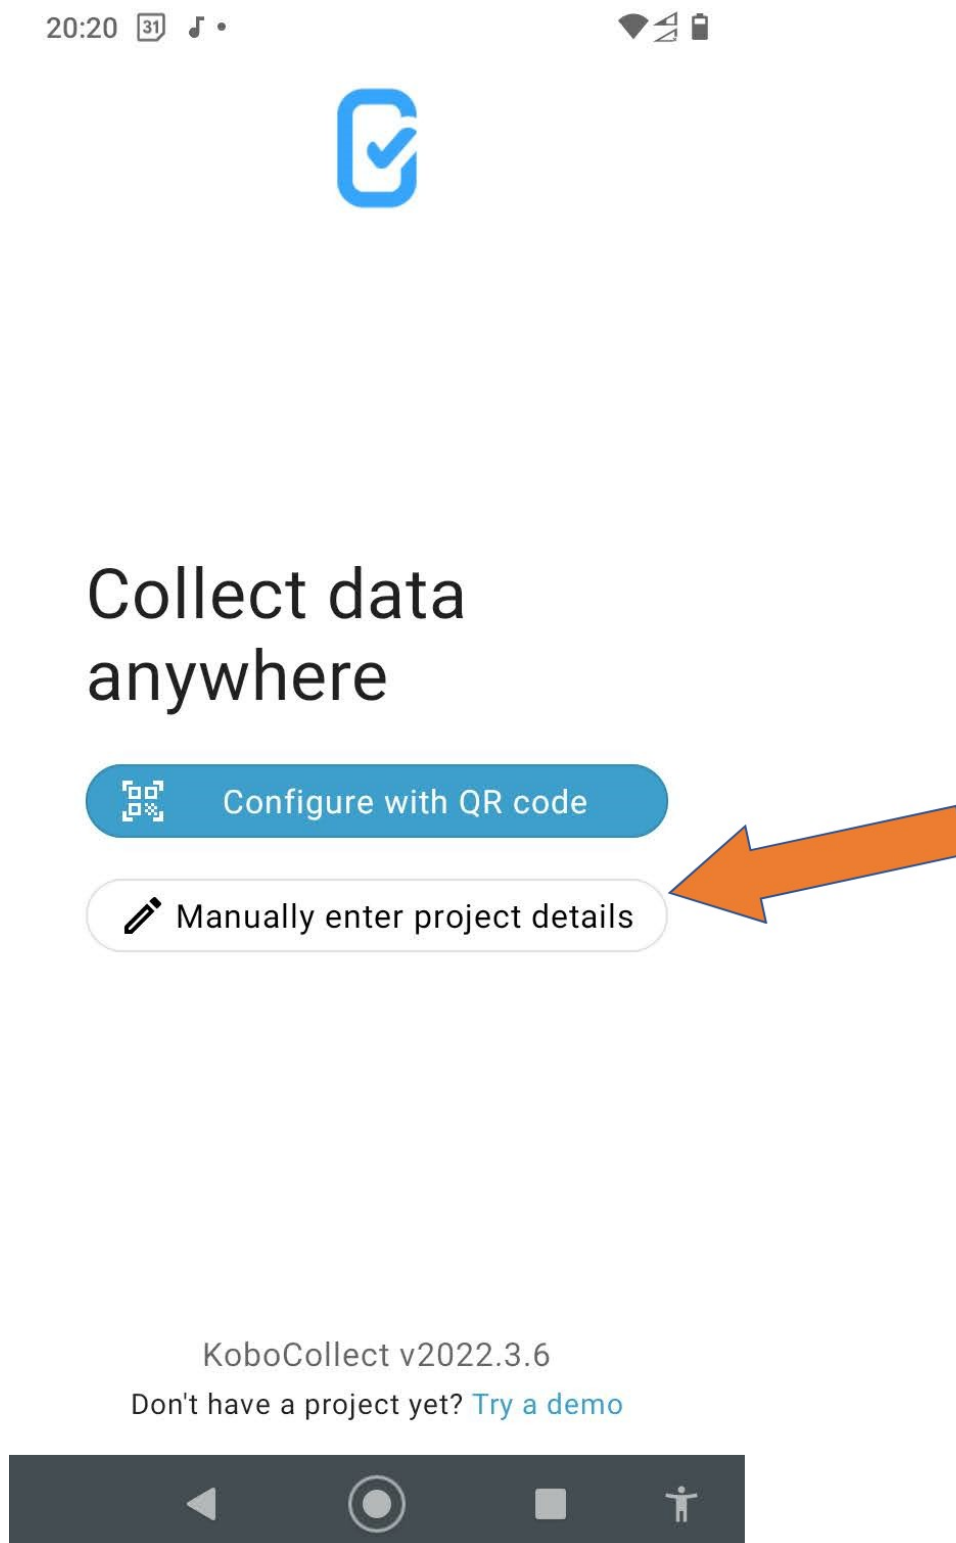 20:20 31
Collect data
anywhere
Configure with QR code
Manually enter project details
KoboCollect v2022.3.6
Don't have a project yet? Try a demo